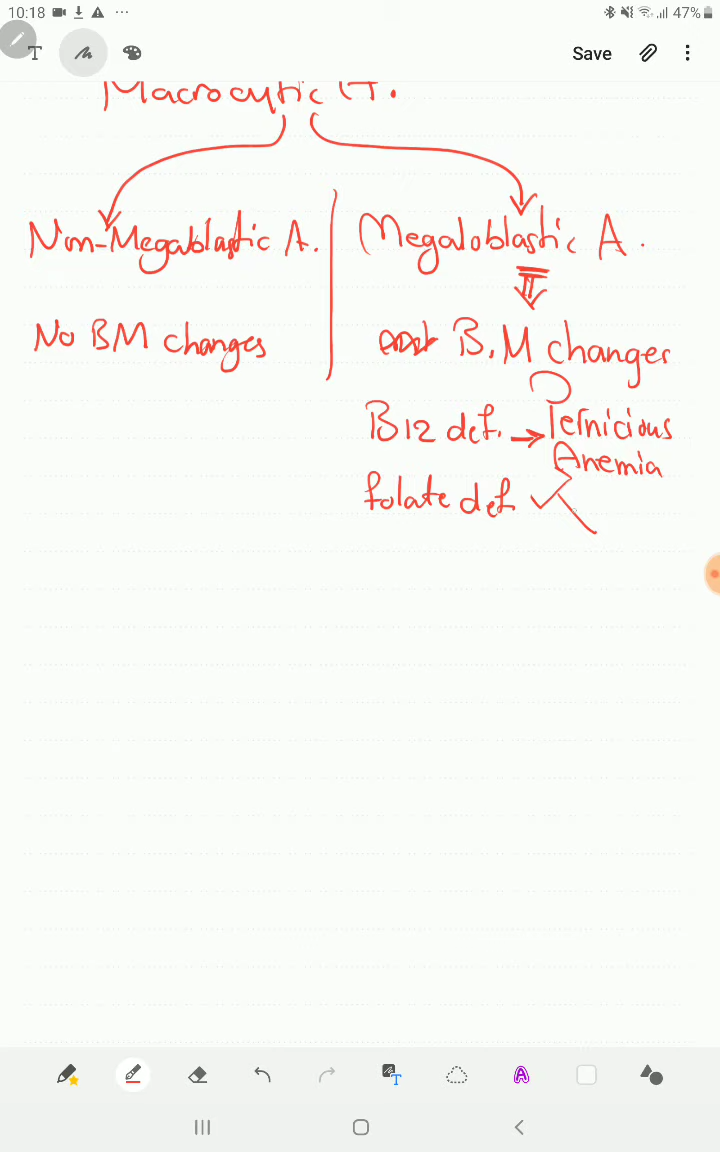 10:18
47%
T
Save
Macrocytic A.
Non-Megaloblastic A.
Megaloblastic A.
No BM changes
B.M changes
B12 def. → Pernicious
Anemia
folate def
T
A